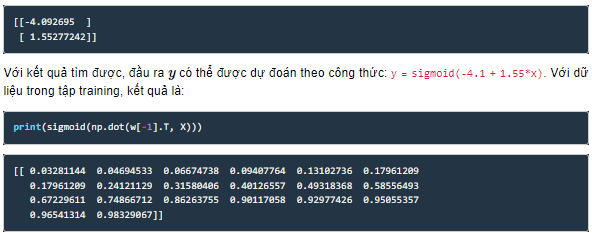 [[-4.092695  ]
 [ 1.55277242]]
Với kết quả tìm được, đầu ra y có thể được dự đoán theo công thức: y = sigmoid(-4.1 + 1.55*x). Với dữ
liệu trong tập training, kết quả là:
print(sigmoid(np.dot(w[-1].T, X)))
[[ 0.03281144  0.04694533  0.06674738  0.09407764  0.13102736  0.17961209
   0.17961209  0.24121129  0.31580406  0.40126557  0.49318368  0.58556493
   0.67229611  0.74866712  0.86263755  0.90117058  0.92977426  0.95055357
   0.96541314  0.98329067]]